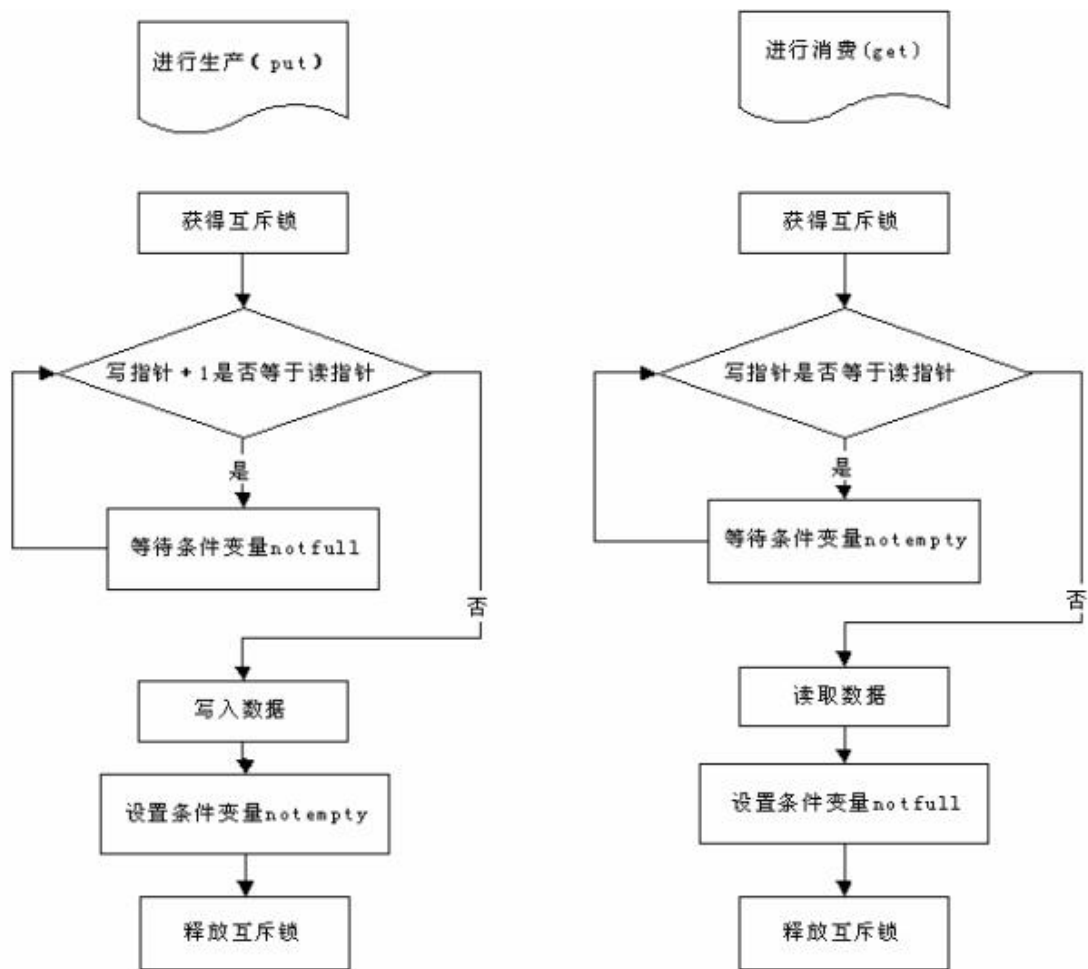 进行生产( put )
获得互斥锁
写指针+1是否等于读指针
是
等待条件变量notfull
否
写入数据
设置条件变量notempty
释放互斥锁
进行消费(get)
获得互斥锁
写指针是否等于读指针
是
等待条件变量notempty
否
读取数据
设置条件变量notfull
释放互斥锁